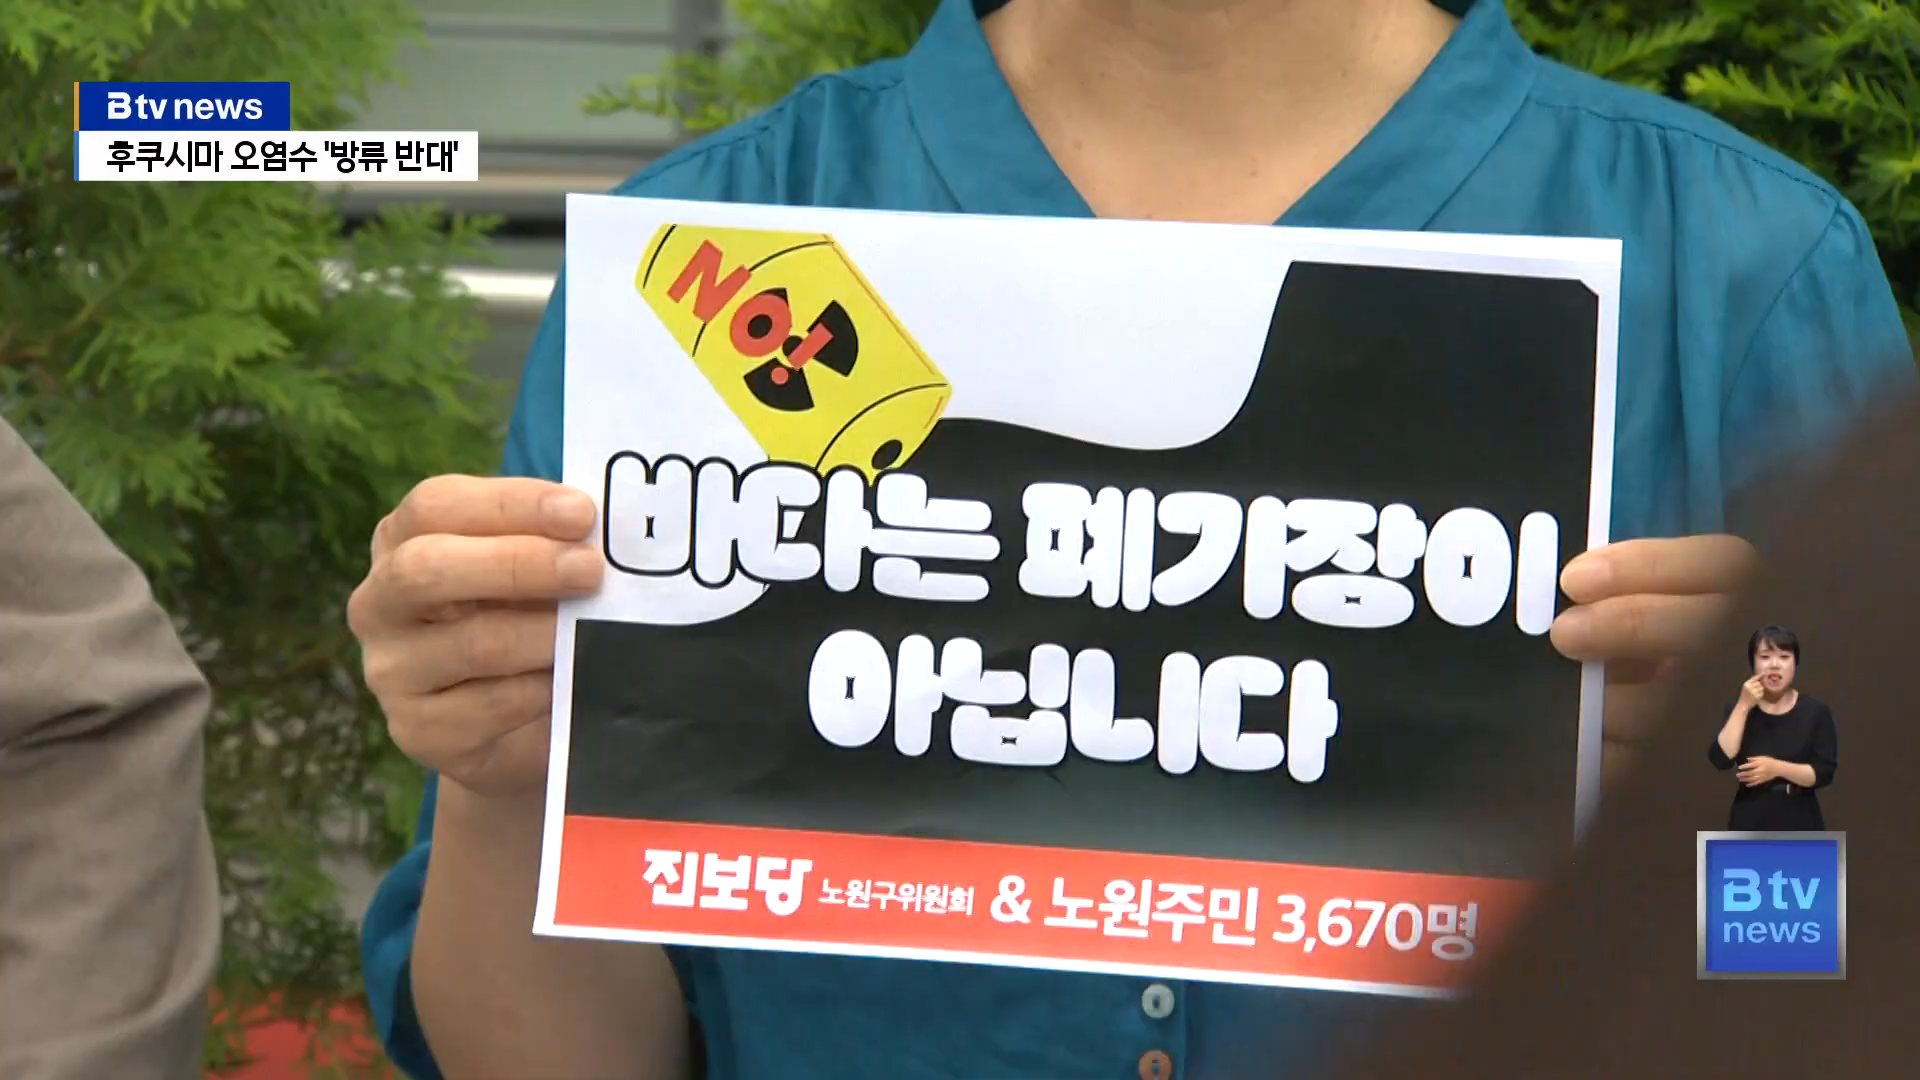 B tv news
후쿠시마 오염수 '방류 반대'
NO!
바다는 폐기장이
아닙니다
진보당 노원구위원회 & 노원주민 3,670명
B tv
news